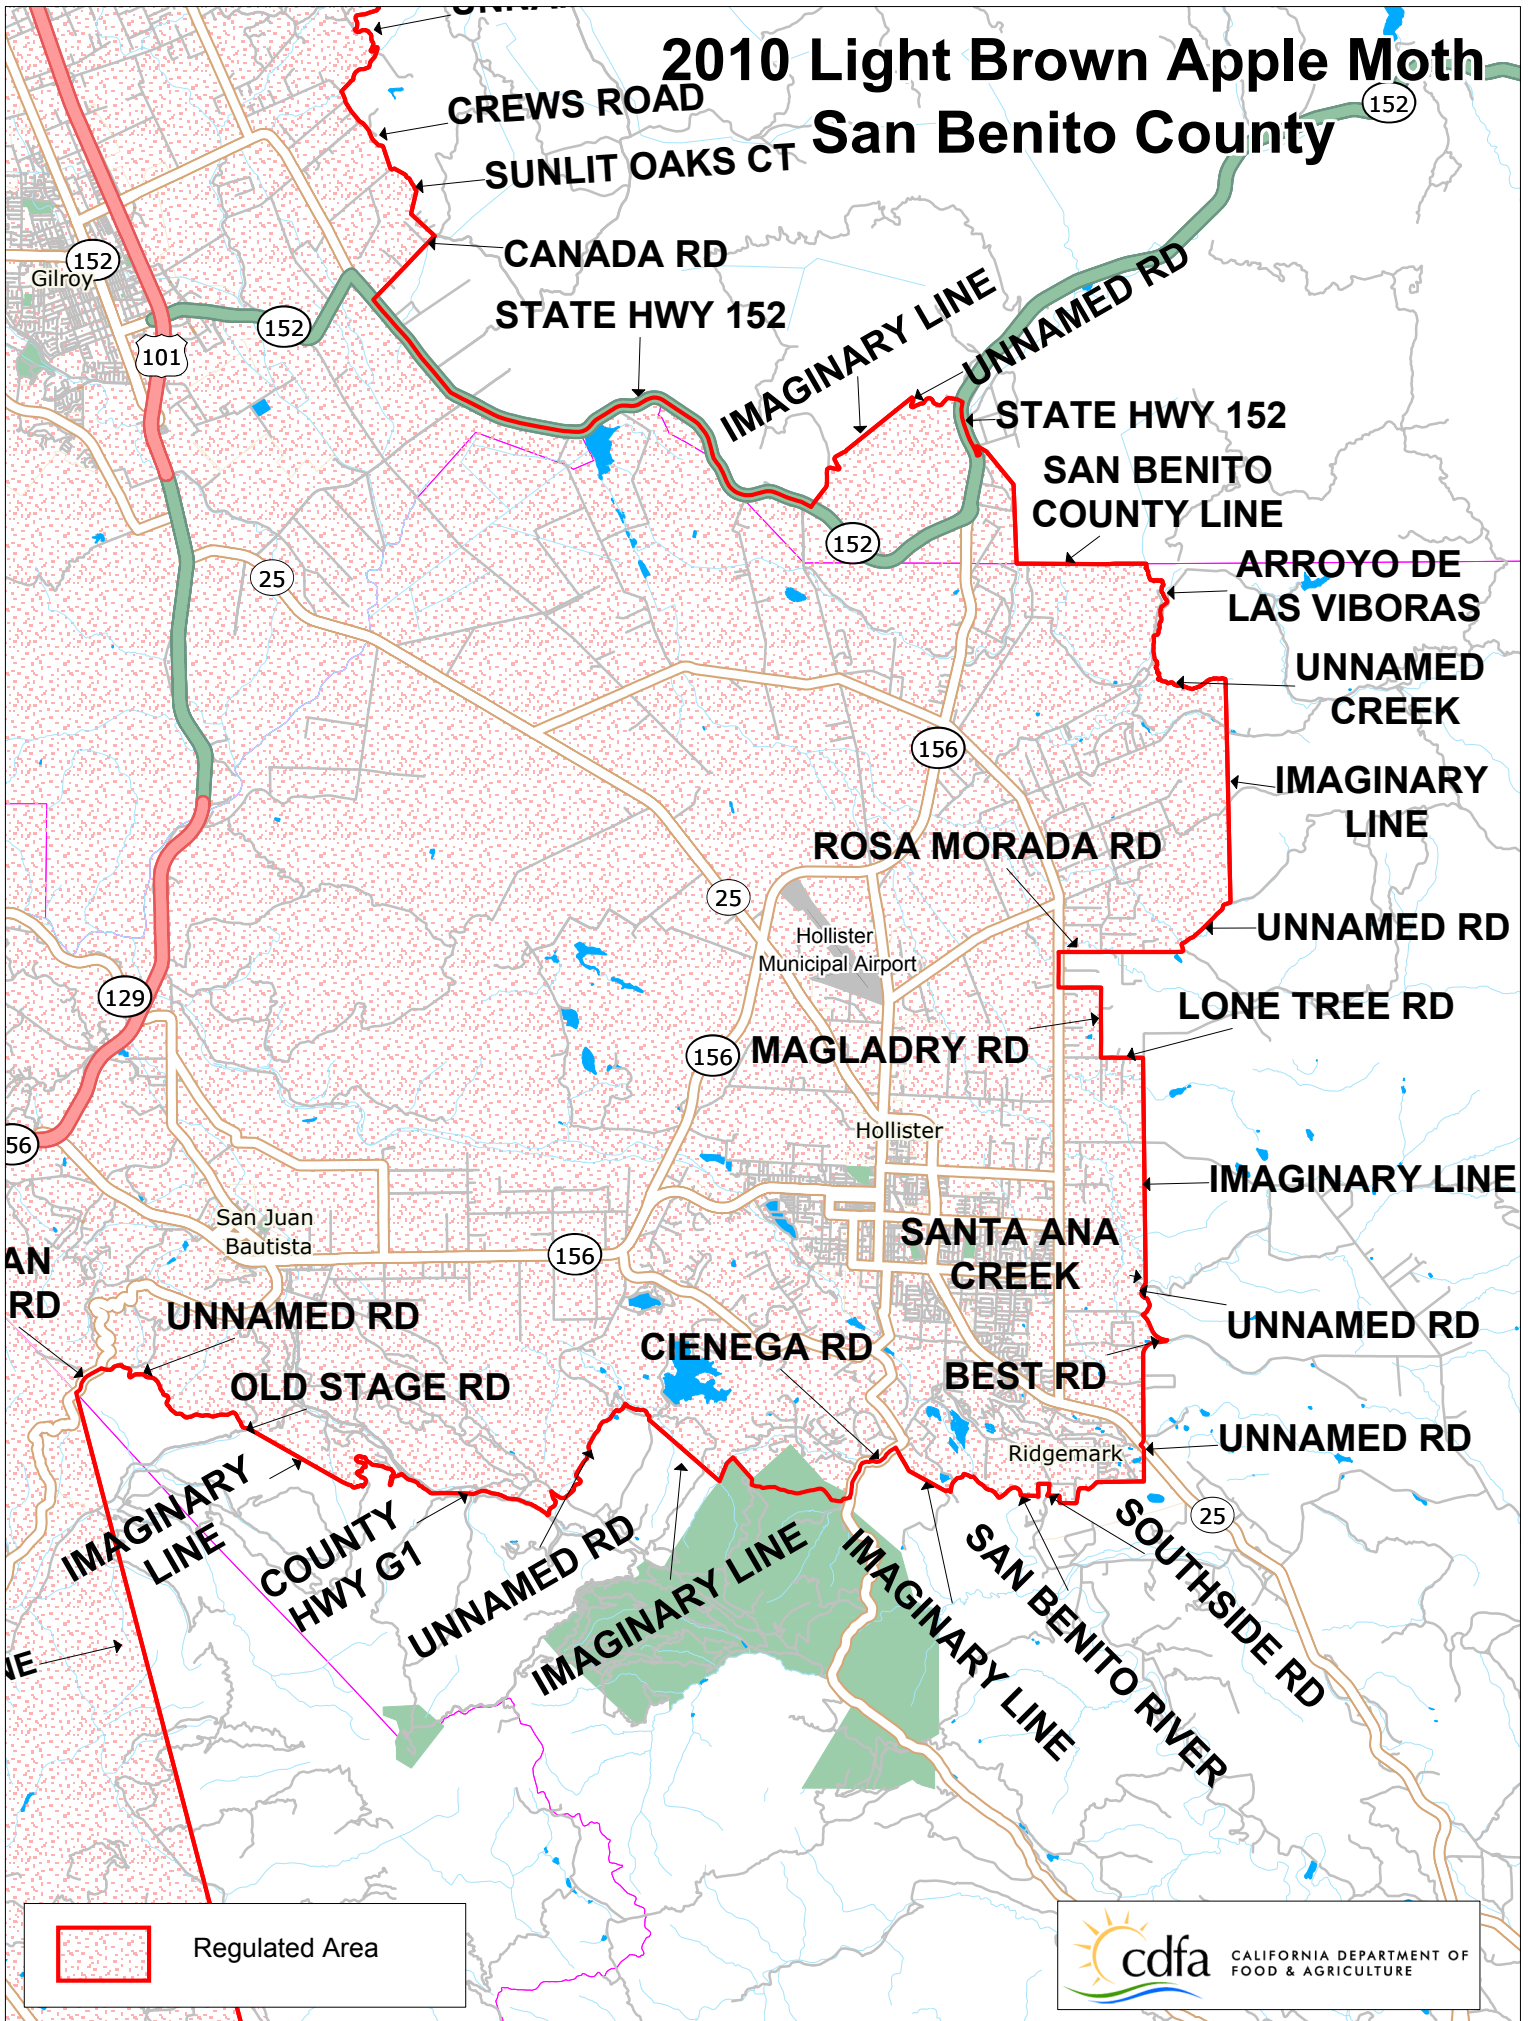 2010 Light Brown Apple Moth
San Benito County
152
CREWS ROAD
SUNLIT OAKS CT
CANADA RD
STATE HWY 152
152
Gilroy
152
101
IMAGINARY LINE
UNNAMED RD
STATE HWY 152
SAN BENITO
COUNTY LINE
152
25
ARROYO DE
LAS VIBORAS
UNNAMED
CREEK
156
IMAGINARY
LINE
ROSA MORADA RD
25
Hollister
Municipal Airport
UNNAMED RD
129
LONE TREE RD
156
MAGLADRY RD
Hollister
56
IMAGINARY LINE
San Juan
Bautista
156
SANTA ANA
CREEK
AN
RD
UNNAMED RD
UNNAMED RD
CIENEGA RD
BEST RD
OLD STAGE RD
UNNAMED RD
Ridgemark
IMAGINARY
LINE
COUNTY
HWY G1
UNNAMED RD
IMAGINARY LINE
IMAGINARY LINE
SAN BENITO RIVER
SOUTHSIDE RD
25
NE
Regulated Area
cdfa
CALIFORNIA DEPARTMENT OF
FOOD & AGRICULTURE